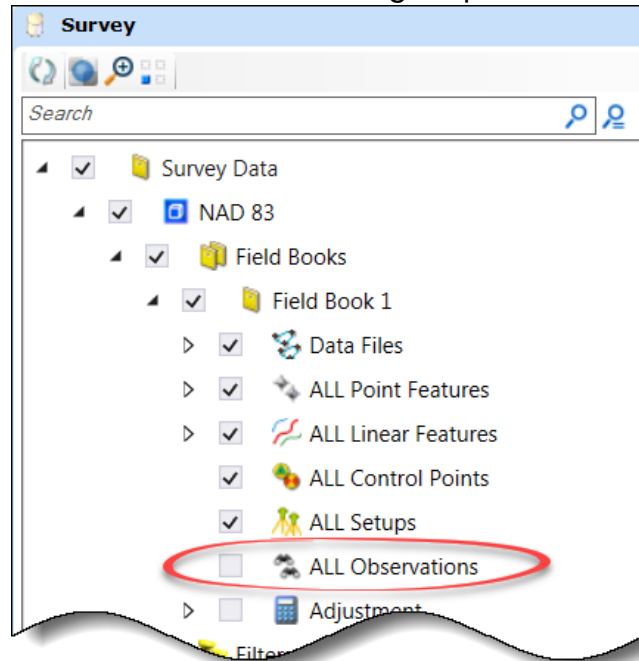 Survey
Search
Survey Data
NAD 83
Field Books
Field Book 1
Data Files
ALL Point Features
ALL Linear Features
ALL Control Points
ALL Setups
ALL Observations
Adjustment